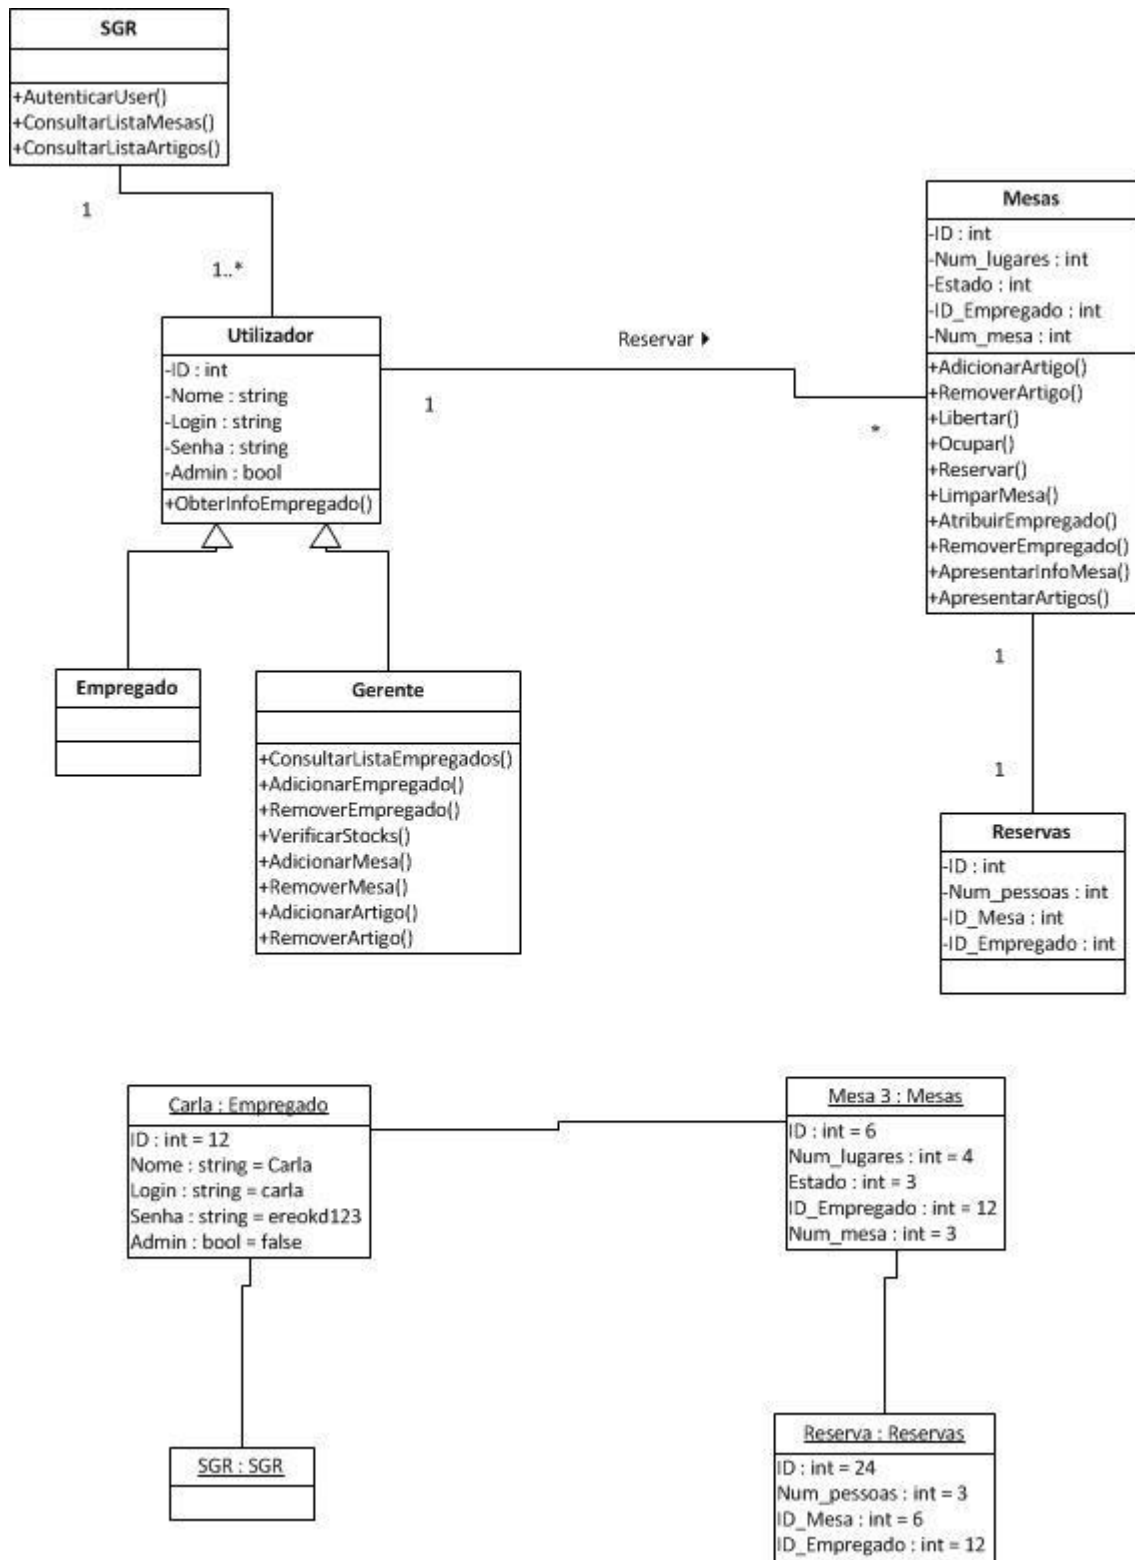 SGR
+AutenticarUser()
+ConsultarListaMesas()
+ConsultarListaArtigos()
1
1..*
Utilizador
-ID : int
-Nome : string
-Login : string
-Senha : string
-Admin : bool
+ObterInfoEmpregado()
Reservar
1
*
Mesas
-ID : int
-Num_lugares : int
-Estado : int
-ID_Empregado : int
-Num_mesa : int
+AdicionarArtigo()
+RemoverArtigo()
+Libertar()
+Ocupar()
+Reservar()
+LimparMesa()
+AtribuirEmpregado()
+RemoverEmpregado()
+ApresentarInfoMesa()
+ApresentarArtigos()
Empregado
Gerente
+ConsultarListaEmpregados()
+AdicionarEmpregado()
+RemoverEmpregado()
+VerificarStocks()
+AdicionarMesa()
+RemoverMesa()
+AdicionarArtigo()
+RemoverArtigo()
1
1
Reservas
-ID : int
-Num_pessoas : int
-ID_Mesa : int
-ID_Empregado : int
Carla : Empregado
ID : int = 12
Nome : string = Carla
Login : string = carla
Senha : string = ereokd123
Admin : bool = false
Mesa 3 : Mesas
ID : int = 6
Num_lugares : int = 4
Estado : int = 3
ID_Empregado : int = 12
Num_mesa : int = 3
SGR : SGR
Reserva : Reservas
ID : int = 24
Num_pessoas : int = 3
ID_Mesa : int = 6
ID_Empregado : int = 12